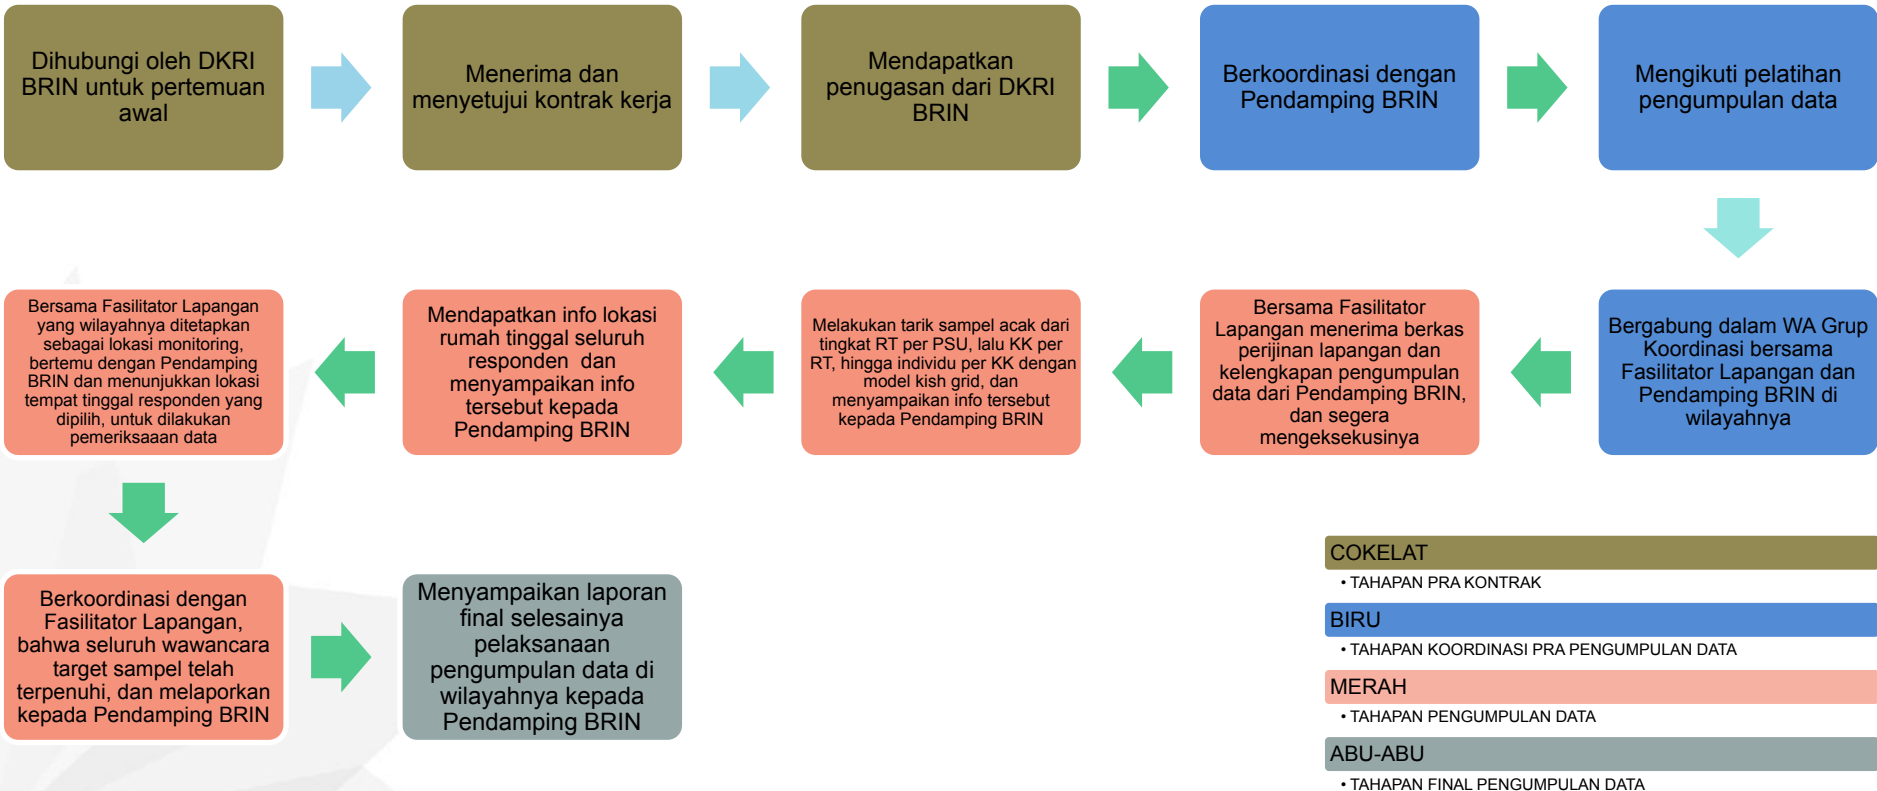 Dihubungi oleh DKRI
BRIN untuk pertemuan
awal
Menerima dan
menyetujui kontrak kerja
Mendapatkan
penugasan dari DKRI
BRIN
Berkoordinasi dengan
Pendamping BRIN
Mengikuti pelatihan
pengumpulan data
Bergabung dalam WA Grup
Koordinasi bersama
Fasilitator Lapangan dan
Pendamping BRIN di
wilayahnya
Bersama Fasilitator
Lapangan menerima berkas
perijinan lapangan dan
kelengkapan pengumpulan
data dari Pendamping BRIN,
dan segera
mengeksekusinya
Melakukan tarik sampel acak dari
tingkat RT per PSU, lalu KK per
RT, hingga individu per KK dengan
model kish grid, dan
menyampaikan info tersebut
kepada Pendamping BRIN
Mendapatkan info lokasi
rumah tinggal seluruh
responden dan
menyampaikan info
tersebut kepada
Pendamping BRIN
Bersama Fasilitator Lapangan
yang wilayahnya ditetapkan
sebagai lokasi monitoring,
bertemu dengan Pendamping
BRIN dan menunjukkan lokasi
tempat tinggal responden yang
dipilih, untuk dilakukan
pemeriksaaan data
Berkoordinasi dengan
Fasilitator Lapangan,
bahwa seluruh wawancara
target sampel telah
terpenuhi, dan melaporkan
kepada Pendamping BRIN
Menyampaikan laporan
final selesainya
pelaksanaan
pengumpulan data di
wilayahnya kepada
Pendamping BRIN
COKELAT
• TAHAPAN PRA KONTRAK
BIRU
• TAHAPAN KOORDINASI PRA PENGUMPULAN DATA
MERAH
• TAHAPAN PENGUMPULAN DATA
ABU-ABU
• TAHAPAN FINAL PENGUMPULAN DATA